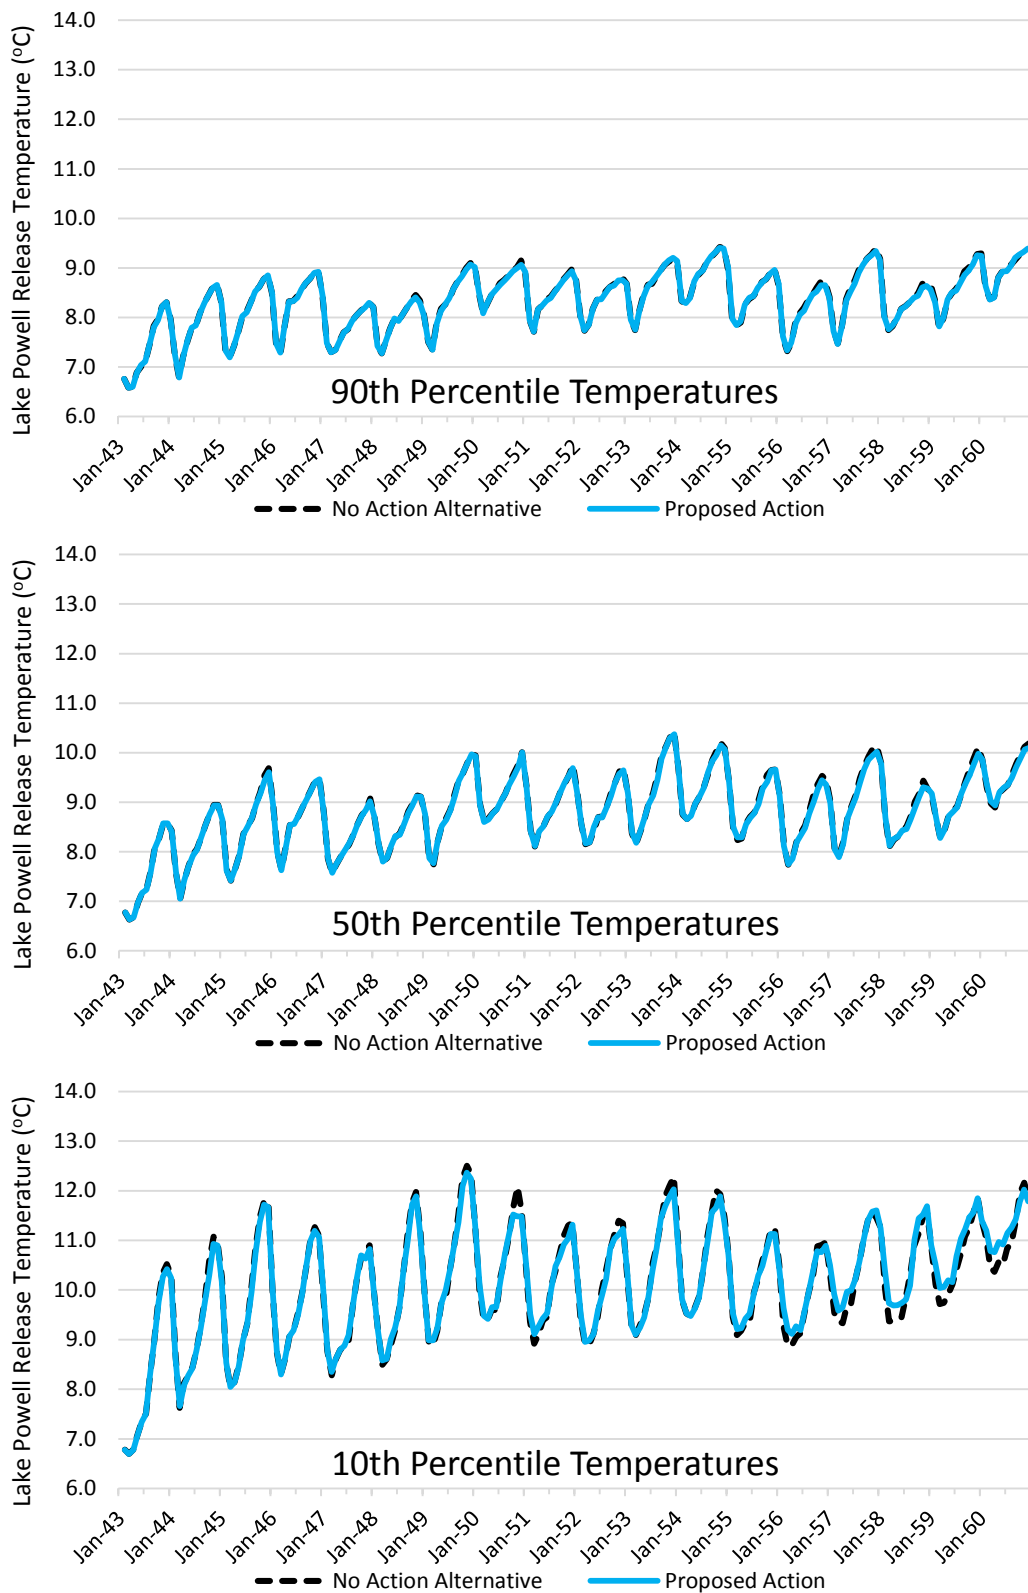 Lake Powell Release Temperature (oC)
14.0
13.0
12.0
11.0
10.0
9.0
8.0
7.0
6.0
90th Percentile Temperatures
Jan-43
Jan-44
Jan-45
Jan-46
Jan-47
Jan-48
Jan-49
Jan-50
Jan-51
Jan-52
Jan-53
Jan-54
Jan-55
Jan-56
Jan-57
Jan-58
Jan-59
Jan-60
No Action Alternative
Proposed Action
Lake Powell Release Temperature (oC)
14.0
13.0
12.0
11.0
10.0
9.0
8.0
7.0
6.0
50th Percentile Temperatures
Jan-43
Jan-44
Jan-45
Jan-46
Jan-47
Jan-48
Jan-49
Jan-50
Jan-51
Jan-52
Jan-53
Jan-54
Jan-55
Jan-56
Jan-57
Jan-58
Jan-59
Jan-60
No Action Alternative
Proposed Action
Lake Powell Release Temperature (oC)
14.0
13.0
12.0
11.0
10.0
9.0
8.0
7.0
6.0
10th Percentile Temperatures
Jan-43
Jan-44
Jan-45
Jan-46
Jan-47
Jan-48
Jan-49
Jan-50
Jan-51
Jan-52
Jan-53
Jan-54
Jan-55
Jan-56
Jan-57
Jan-58
Jan-59
Jan-60
No Action Alternative
Proposed Action